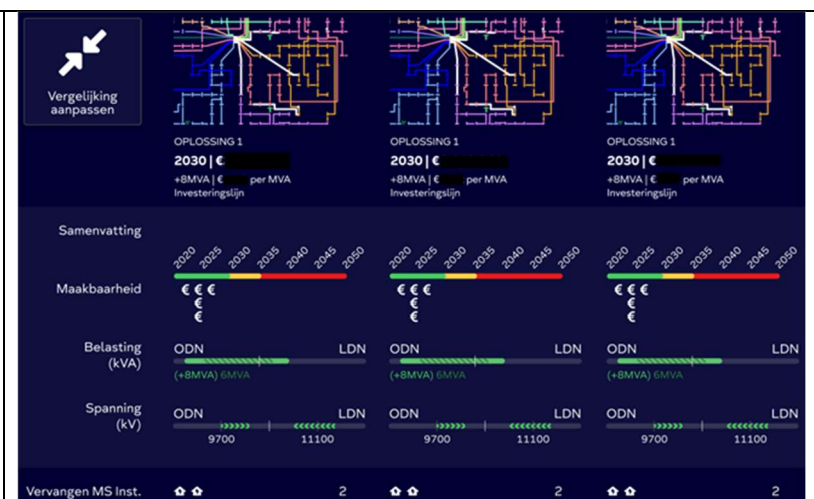 Vergelijking
aanpassen
OPLOSSING 1
2030 | €
+8MVA | € per MVA
Investeringslijn
OPLOSSING 1
2030 | €
+8MVA | € per MVA
Investeringslijn
OPLOSSING 1
2030 | €
+8MVA | € per MVA
Investeringslijn
Samenvatting
2020 2025 2030 2035 2040 2045 2050
2020 2025 2030 2035 2040 2045 2050
2020 2025 2030 2035 2040 2045 2050
Maakbaarheid
€ € €
€
€
€ € €
€
€
€ € €
€
€
Belasting
(kVA)
ODN LDN
(+8MVA) 6MVA
ODN LDN
(+8MVA) 6MVA
ODN LDN
(+8MVA) 6MVA
Spanning
(kV)
ODN LDN
9700 11100
ODN LDN
9700 11100
ODN LDN
9700 11100
Vervangen MS Inst. 2 2 2